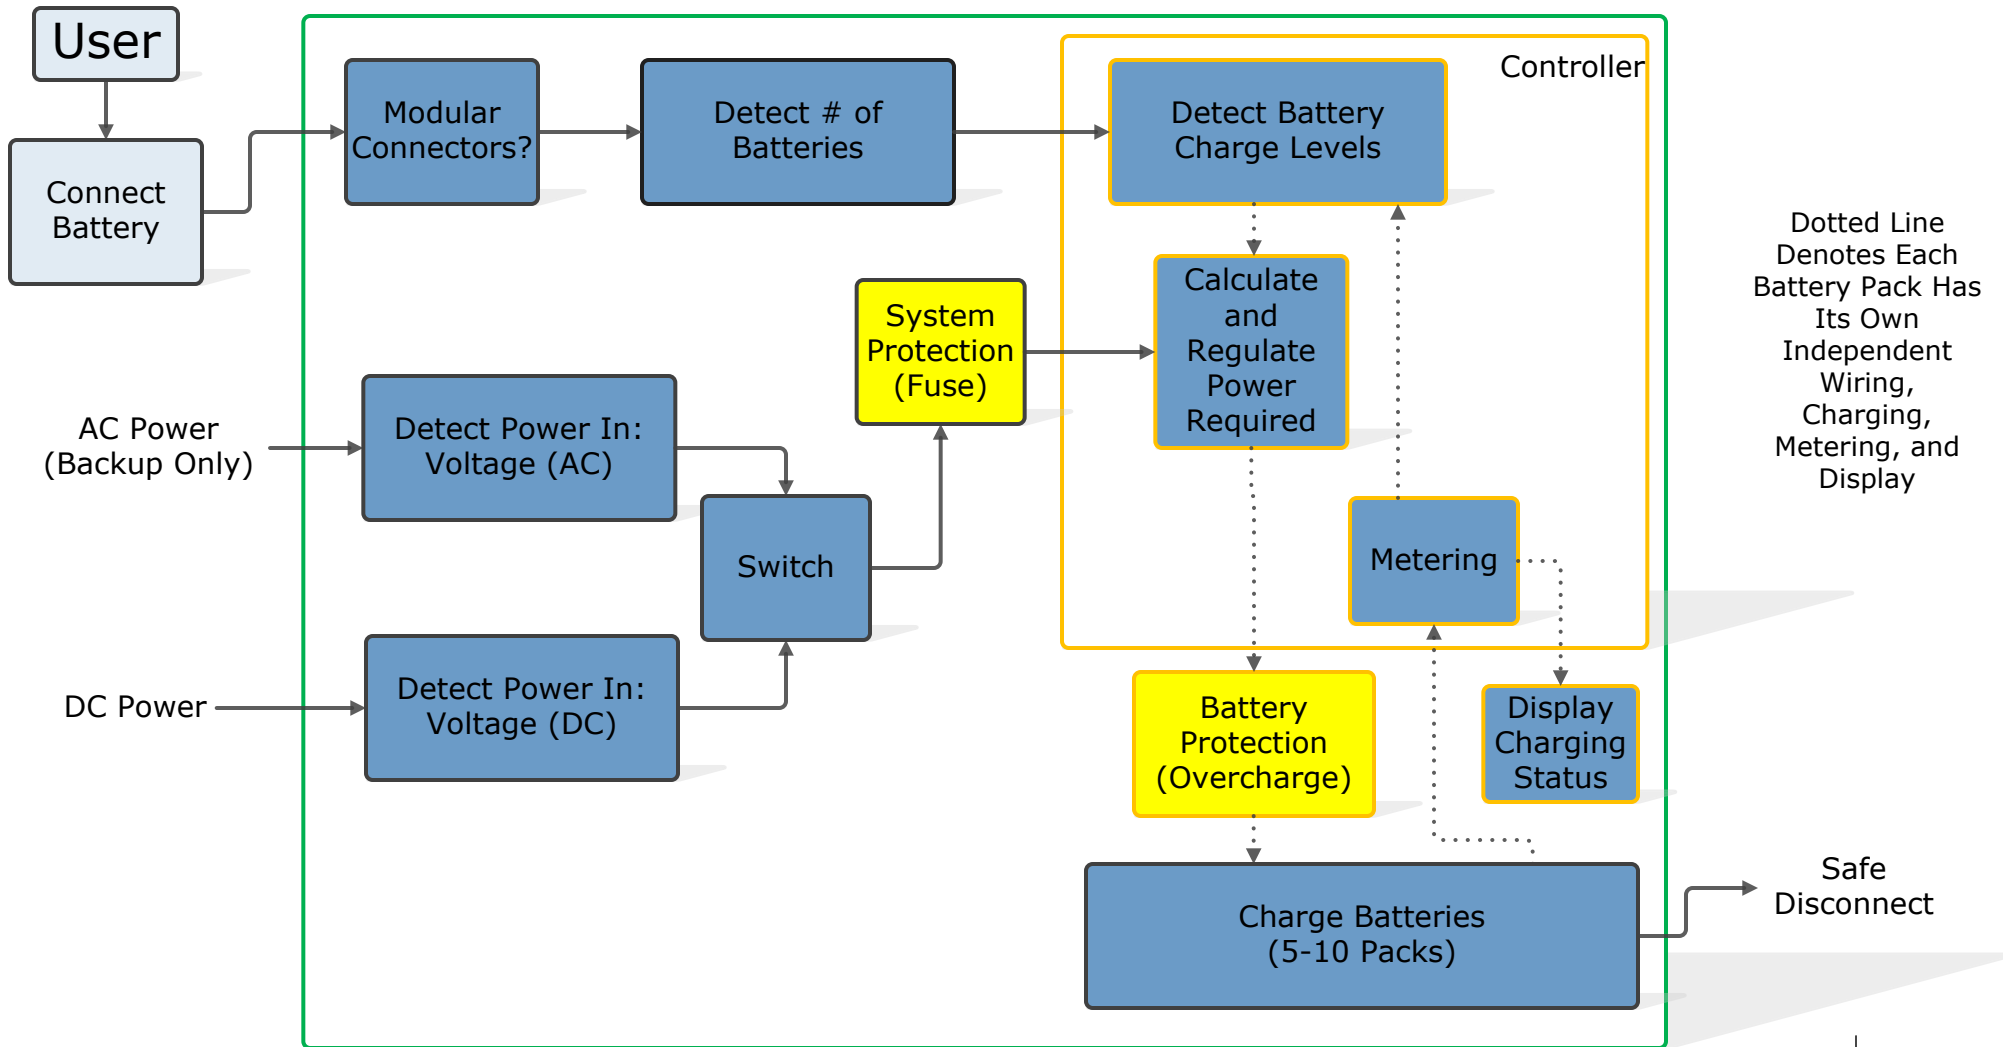 User
Connect
Battery
Modular
Connectors?
Detect # of
Batteries
Controller
Detect Battery
Charge Levels
Calculate
and
Regulate
Power
Required
System
Protection
(Fuse)
AC Power
(Backup Only)
Detect Power In:
Voltage (AC)
Switch
DC Power
Detect Power In:
Voltage (DC)
Metering
Battery
Protection
(Overcharge)
Display
Charging
Status
Charge Batteries
(5-10 Packs)
Safe
Disconnect
Dotted Line
Denotes Each
Battery Pack Has
Its Own
Independent
Wiring,
Charging,
Metering, and
Display